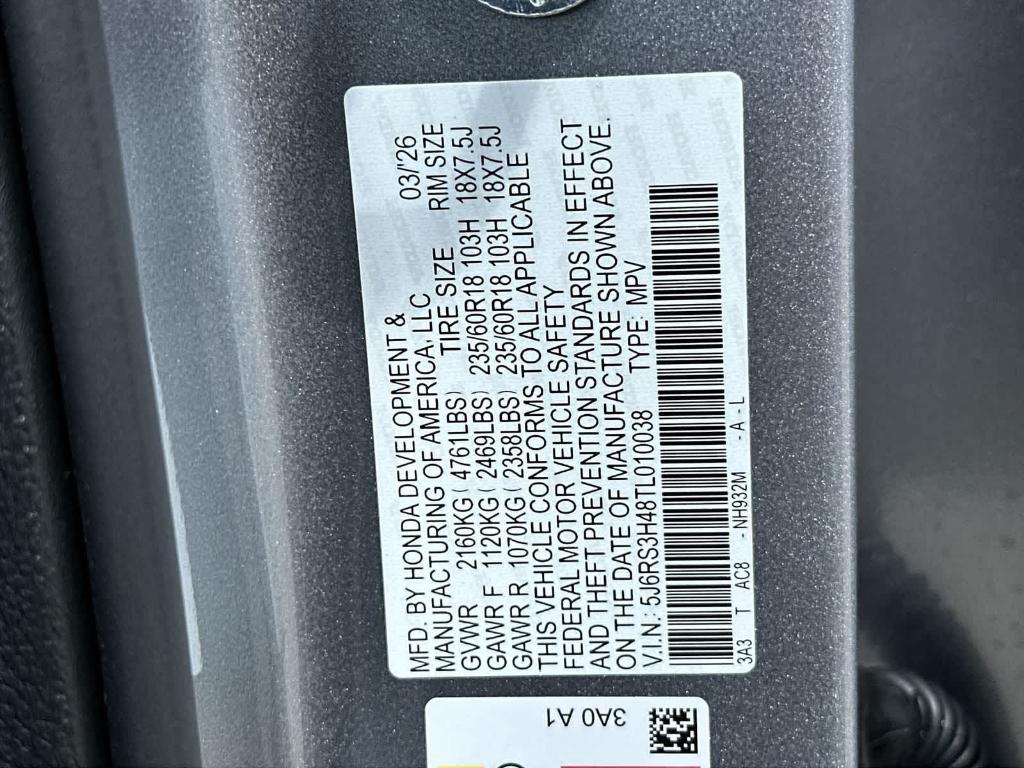 MFD. BY HONDA DEVELOPMENT &
MANUFACTURING OF AMERICA, LLC 03/'26
GVWR 2160KG ( 4761LBS) TIRE SIZE RIM SIZE
GAWR F 1120KG ( 2469LBS) 235/60R18 103H 18X7.5J
GAWR R 1070KG ( 2358LBS) 235/60R18 103H 18X7.5J
THIS VEHICLE CONFORMS TO ALL APPLICABLE
FEDERAL MOTOR VEHICLE SAFETY
AND THEFT PREVENTION STANDARDS IN EFFECT
ON THE DATE OF MANUFACTURE SHOWN ABOVE.
V.I.N.: 5J6RS3H48TL010038 TYPE: MPV
3A3 T AC8 - NH932M - A - L
3A0 A1